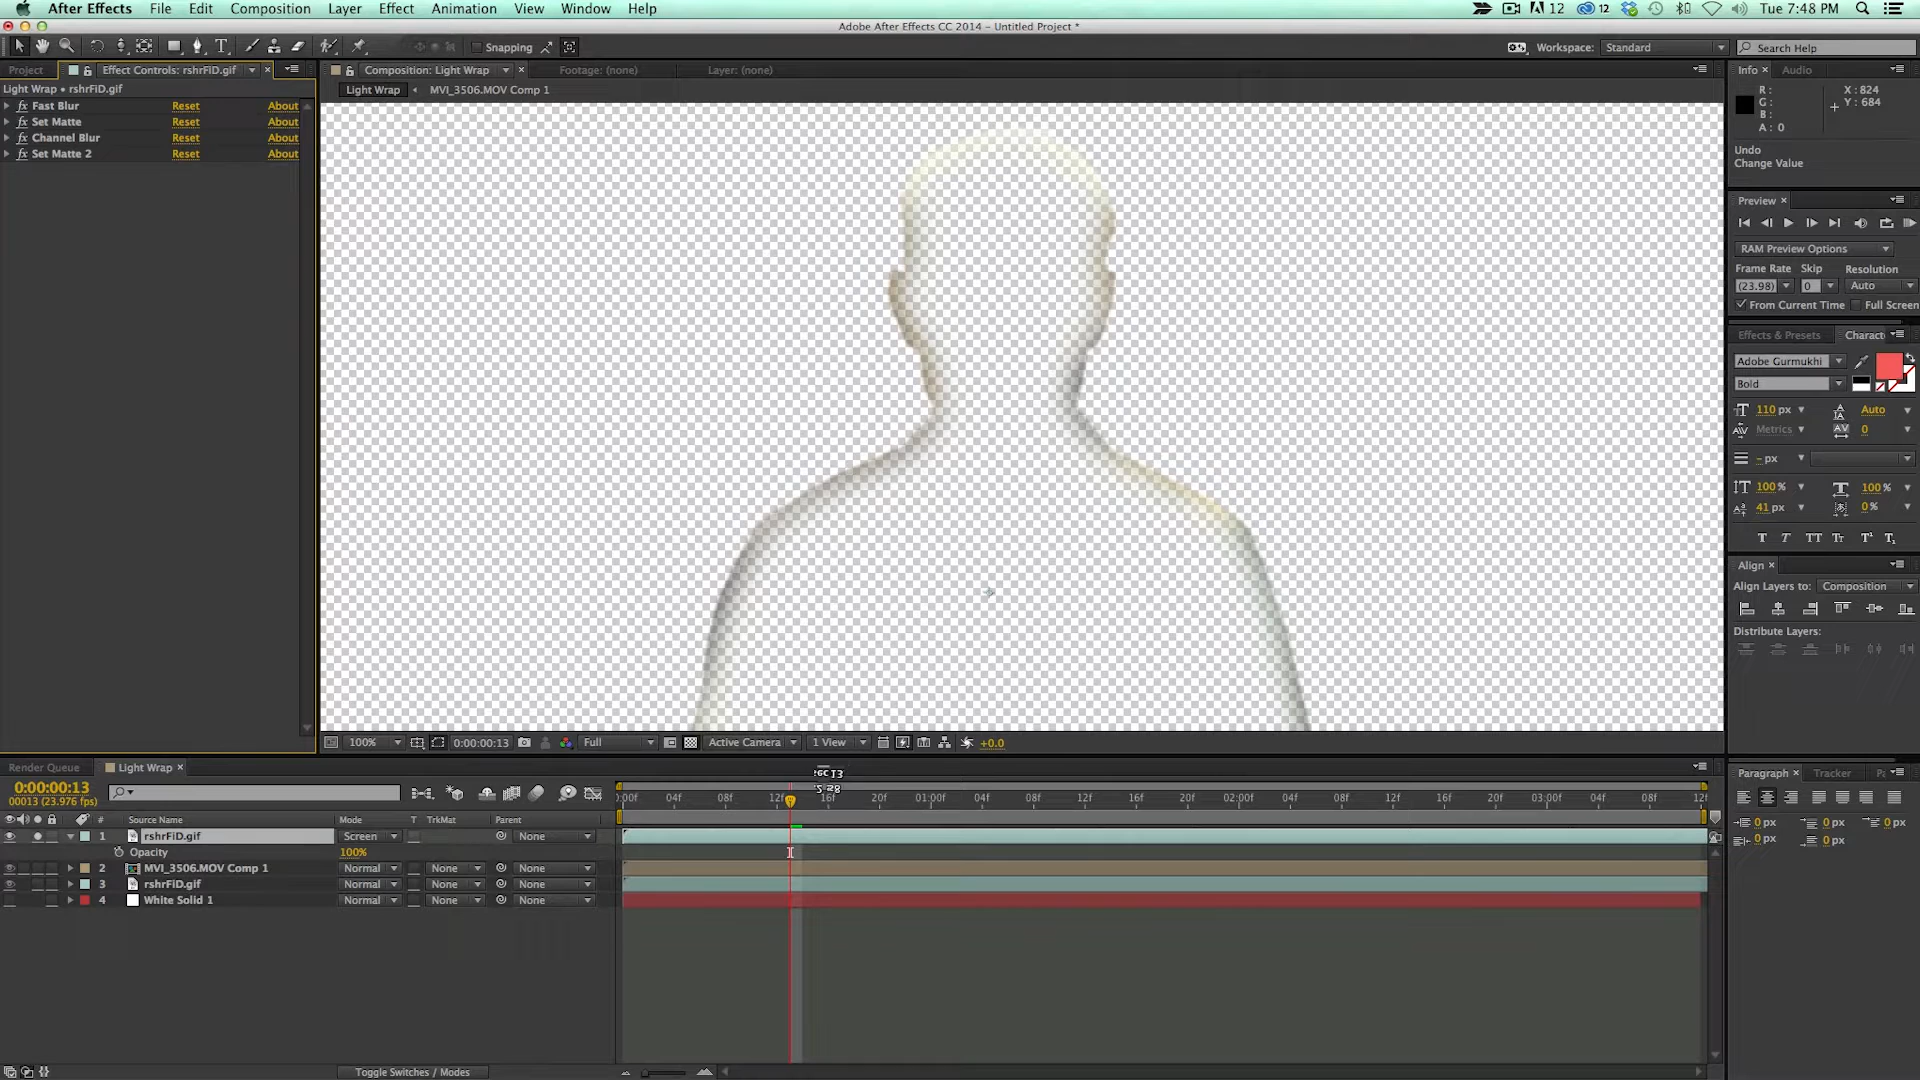 After Effects File Edit Composition Layer Effect Animation View Window Help 12 12 Tue 7:48 PM
Adobe After Effects CC 2014 – Untitled Project *
Snapping Workspace: Standard Search Help
Project Effect Controls: rshrFiD.gif × Composition: Light Wrap × Footage: (none) Layer: (none) Info × Audio
Light Wrap • rshrFiD.gif Light Wrap MVI_3506.MOV Comp 1
R: G: B: A: 0 X: 824 Y: 684
Fast Blur Reset About
Set Matte Reset About
Channel Blur Reset About
Set Matte 2 Reset About
Undo
Change Value
Preview ×
RAM Preview Options
Frame Rate Skip Resolution
(23.98) 0 Auto
From Current Time Full Screen
Effects & Presets Charact
Adobe Gurmukhi
Bold
110 px Auto
Metrics 0
- px
100 % 100 %
41 px 0 %
T T TT Tt T¹ T₁
Align ×
Align Layers to: Composition
Distribute Layers:
100% 0:00:00:13 Full Active Camera 1 View +0.0
Render Queue Light Wrap × Paragraph × Tracker
0:00:00:13
00013 (23.976 fps)
:00f 04f 08f 12f 16f 20f 01:00f 04f 08f 12f 16f 20f 02:00f 04f 08f 12f 16f 20f 03:00f 04f 08f 12f
# Source Name Mode T TrkMat Parent
1 rshrFiD.gif Screen None
Opacity 100%
2 MVI_3506.MOV Comp 1 Normal None None
3 rshrFiD.gif Normal None None
4 White Solid 1 Normal None None
0 px 0 px 0 px
0 px 0 px
Toggle Switches / Modes